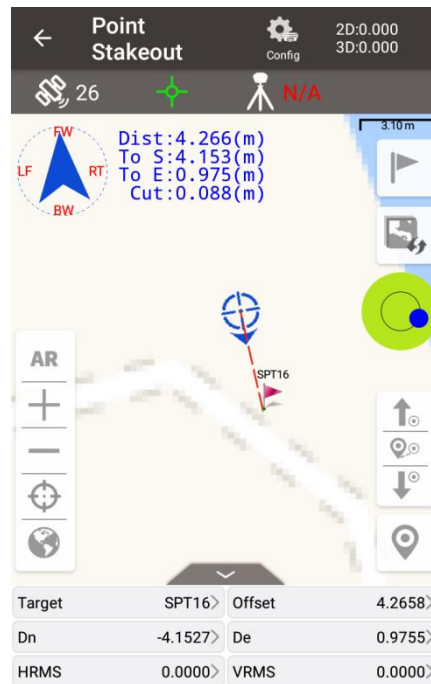 Point
Stakeout
Config
2D:0.000
3D:0.000
26
N/A
FW
LF
RT
BW
Dist:4.266(m)
To S:4.153(m)
To E:0.975(m)
Cut:0.088(m)
3.10 m
SPT16
AR
Target SPT16> Offset 4.2658>
Dn -4.1527> De 0.9755>
HRMS 0.0000> VRMS 0.0000>